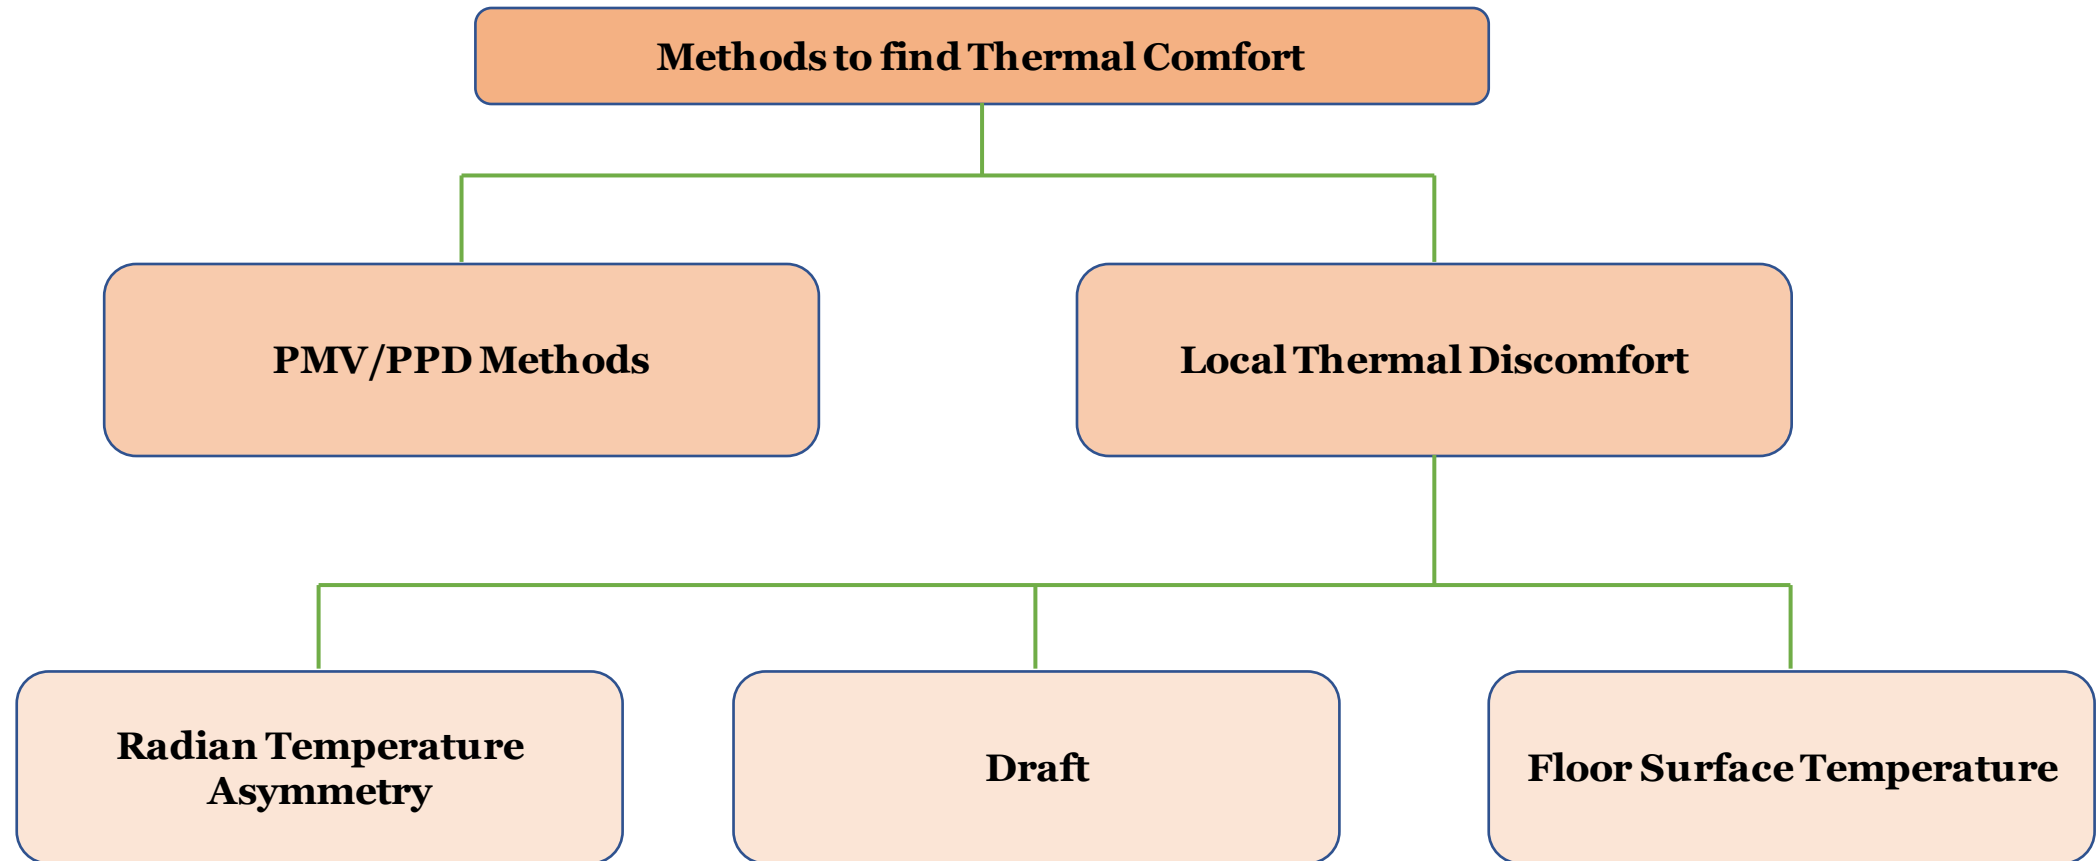 Methods to find Thermal Comfort
PMV/PPD Methods
Local Thermal Discomfort
Radian Temperature
Asymmetry
Draft
Floor Surface Temperature